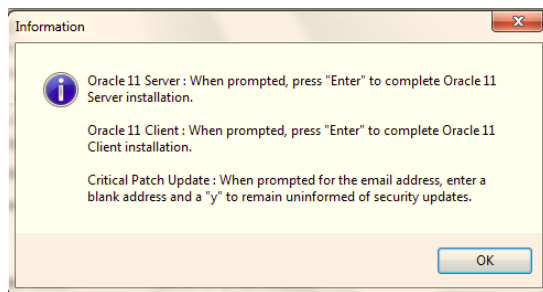 Information
Oracle 11 Server : When prompted, press "Enter" to complete Oracle 11
Server installation.
Oracle 11 Client : When prompted, press "Enter" to complete Oracle 11
Client installation.
Critical Patch Update : When prompted for the email address, enter a
blank address and a "y" to remain uninformed of security updates.
OK